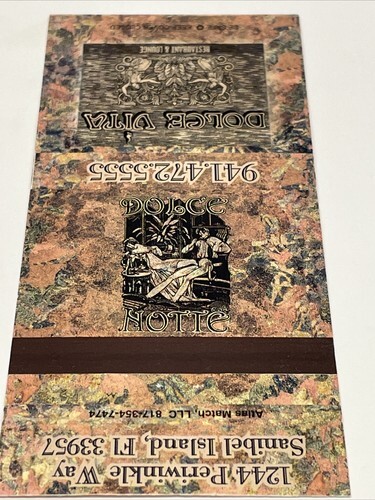 RESTAURANT & LOUNGE
DOLCE VITA
941.472.5555
DOLCE
NOTTE
Atlas Match, LLC 817-354-7474
1244 Periwinkle Way
Sanibel Island, Fl 33957